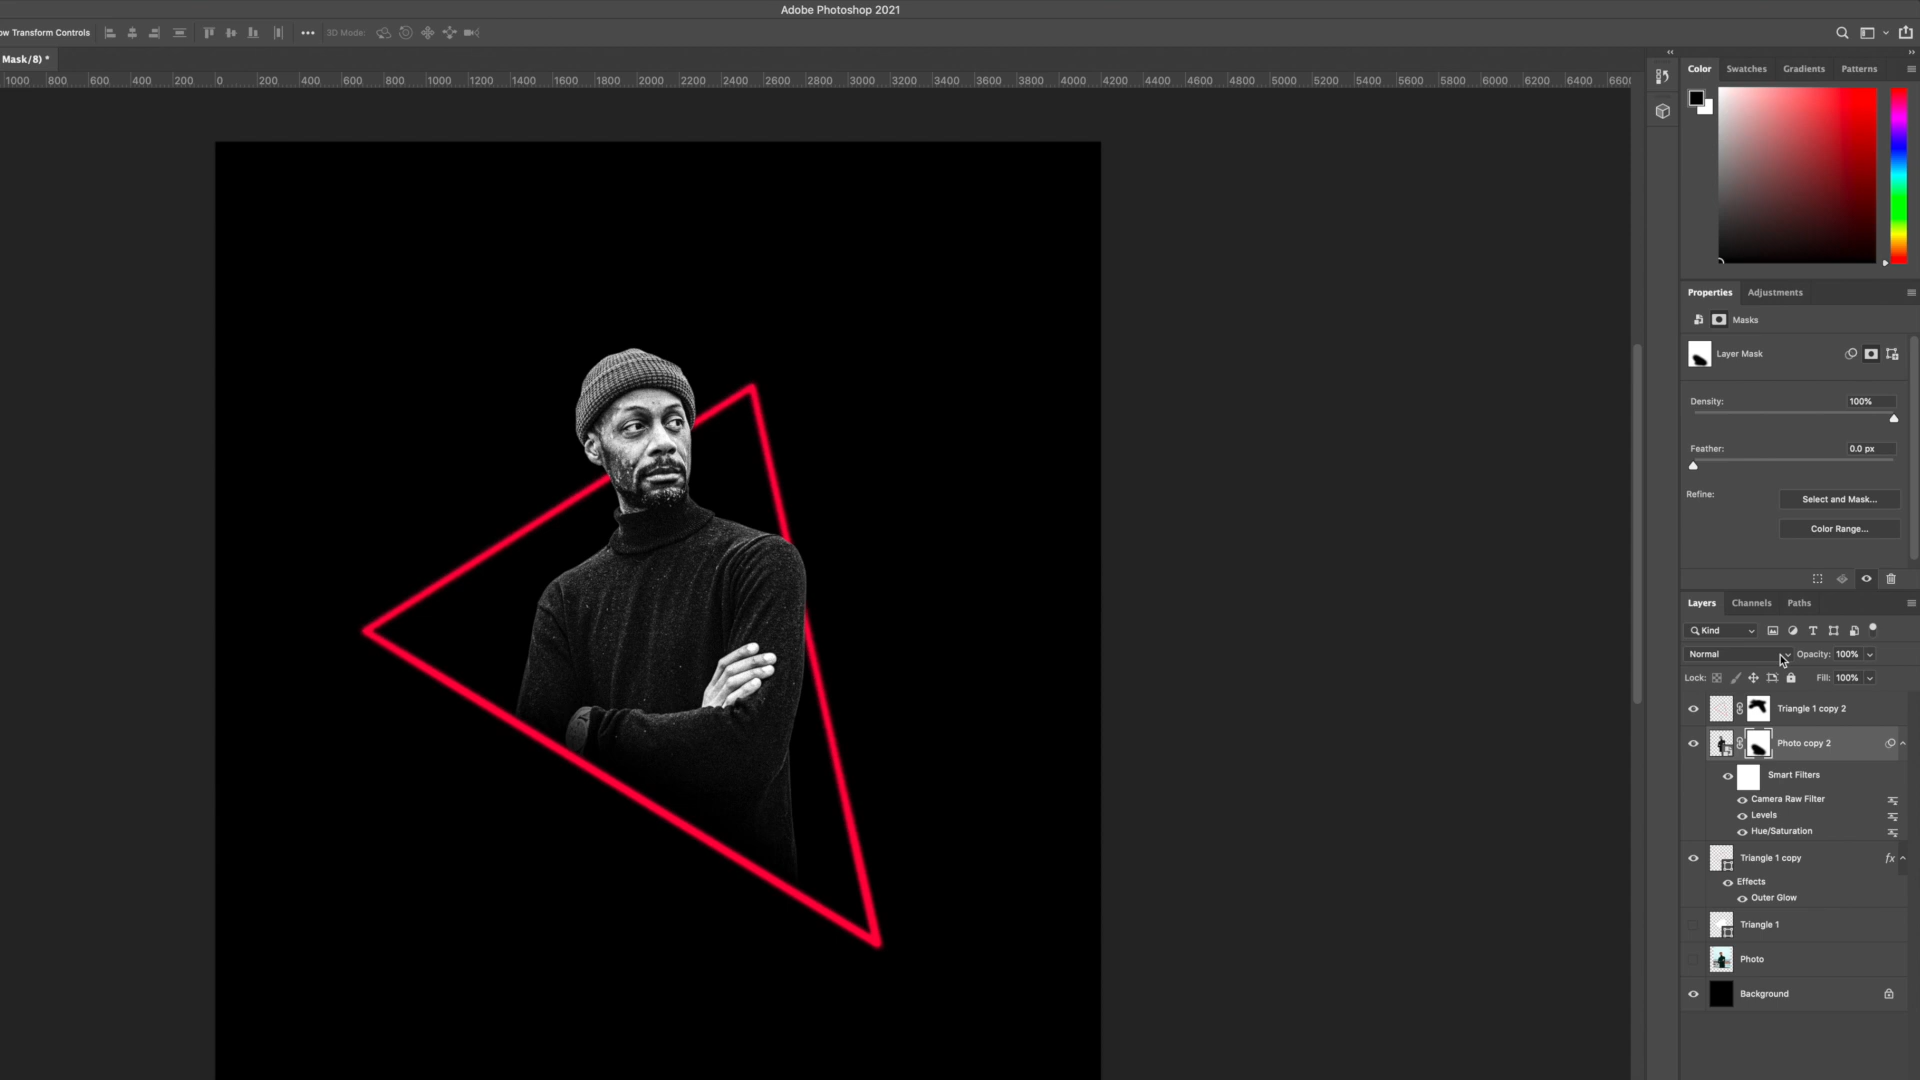 Adobe Photoshop 2021
ow Transform Controls
3D Mode:
Mask/8) *
1000 800 600 400 200 0 200 400 600 800 1000 1200 1400 1600 1800 2000 2200 2400 2600 2800 3000 3200 3400 3600 3800 4000 4200 4400 4600 4800 5000 5200 5400 5600 5800 6000 6200 6400 6600
Color Swatches Gradients Patterns
Properties Adjustments
Masks
Layer Mask
Density: 100%
Feather: 0.0 px
Refine: Select and Mask...
Color Range...
Layers Channels Paths
Kind
Normal Opacity: 100%
Lock: Fill: 100%
Triangle 1 copy 2
Photo copy 2
Smart Filters
Camera Raw Filter
Levels
Hue/Saturation
Triangle 1 copy fx
Effects
Outer Glow
Triangle 1
Photo
Background